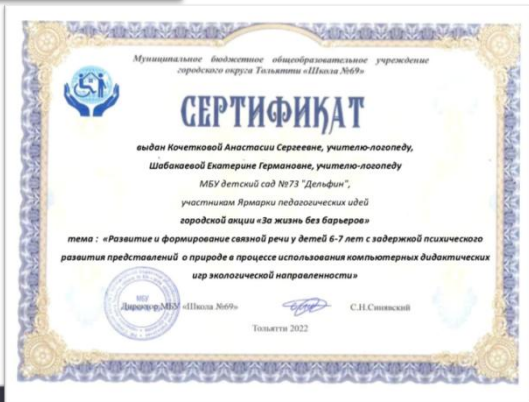 Муниципальное бюджетное общеобразовательное учреждение
городского округа Тольятти «Школа №69»
СЕРТИФИКАТ
выдан Кочетковой Анастасии Сергеевне, учителю-логопеду,
Шабакаевой Екатерине Германовне, учителю-логопеду
МБУ детский сад №73 "Дельфин",
участникам Ярмарки педагогических идей
городской акции «За жизнь без барьеров»
тема : «Развитие и формирование связной речи у детей 6-7 лет с задержкой психического
развития представлений о природе в процессе использования компьютерных дидактических
игр экологической направленности»
Директор МБУ «Школа №69» С.Н.Синявский
Тольятти 2022